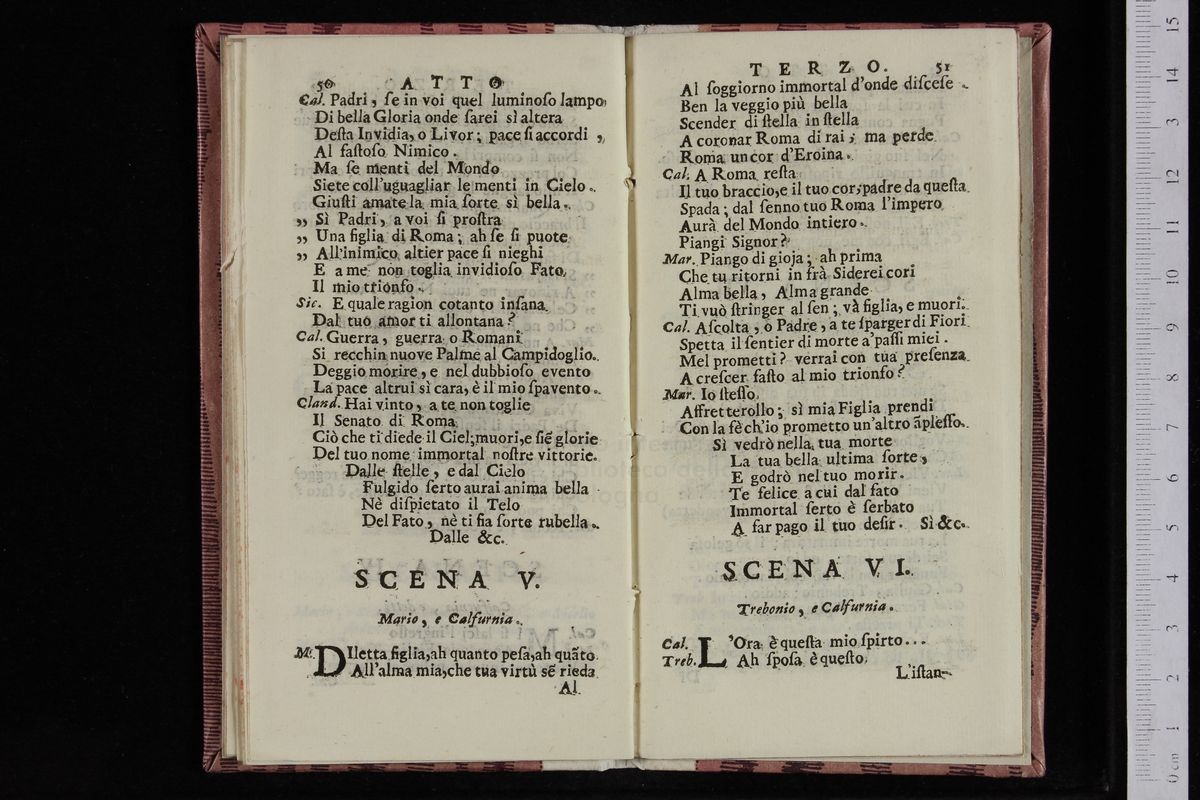 50 ATTO
Cal. Padri, ſe in voi quel luminoſo lampo
Di bella Gloria onde ſarei sì altera
Deſta Invidia, o Livor; pace ſi accordi,
Al faſtoſo Nimico.
Ma ſe menti del Mondo
Siete coll'uguagliar le menti in Cielo.
Giuſti amate la mia ſorte sì bella.
„ Sì Padri, a voi ſi proſtra
„ Una figlia di Roma; ah ſe ſi puote
„ All'inimico altier pace ſi nieghi
E a me non toglia invidioſo Fato,
Il mio trionfo.
Sic. E quale ragion cotanto inſana
Dal tuo amor ti allontana?
Cal. Guerra, guerra o Romani
Si recchin nuove Palme al Campidoglio.
Deggio morire, e nel dubbioſo evento
La pace altrui sì cara, è il mio ſpavento.
Claud. Hai vinto, a te non toglie
Il Senato di Roma
Ciò che ti diede il Ciel; muori, e ſiē glorie
Del tuo nome immortal noſtre vittorie.
Dalle ſtelle, e dal Cielo
Fulgido ſerto aurai anima bella
Nè diſpietato il Telo
Del Fato, nè ti fia ſorte rubella.
Dalle &c.
SCENA V.
Mario, e Calfurnia.
M. DIletta figlia, ah quanto peſa, ah quāto
All'alma mia, che tua virtù sē rieda
Al
TERZO. 51
Al ſoggiorno immortal d'onde diſceſe.
Ben la veggio più bella
Scender di ſtella in ſtella
A coronar Roma di rai; ma perde
Roma un cor d'Eroina.
Cal. A Roma reſta
Il tuo braccio, e il tuo cor; padre da queſta
Spada; dal ſenno tuo Roma l'impero
Aurà del Mondo intiero.
Piangi Signor?
Mar. Piango di gioja; ah prima
Che tu ritorni in frà Siderei cori
Alma bella, Alma grande
Ti vuò ſtringer al ſen; và figlia, e muori.
Cal. Aſcolta, o Padre, a te ſparger di Fiori
Spetta il ſentier di morte a'paſſi miei.
Mel prometti? verrai con tua preſenza
A creſcer faſto al mio trionfo?
Mar. Io ſteſſo
Affretterollo; sì mia Figlia prendi
Con la fè ch'io prometto un'altro āpleſſo.
Sì vedrò nella tua morte
La tua bella ultima ſorte,
E godrò nel tuo morir.
Te felice a cui dal fato
Immortal ſerto è ſerbato
A far pago il tuo deſir. Sì &c.
SCENA VI.
Trebonio, e Calfurnia.
Cal. L'Ora è queſta mio ſpirto...
Treb. Ah ſpoſa è queſto
L'iſtan-